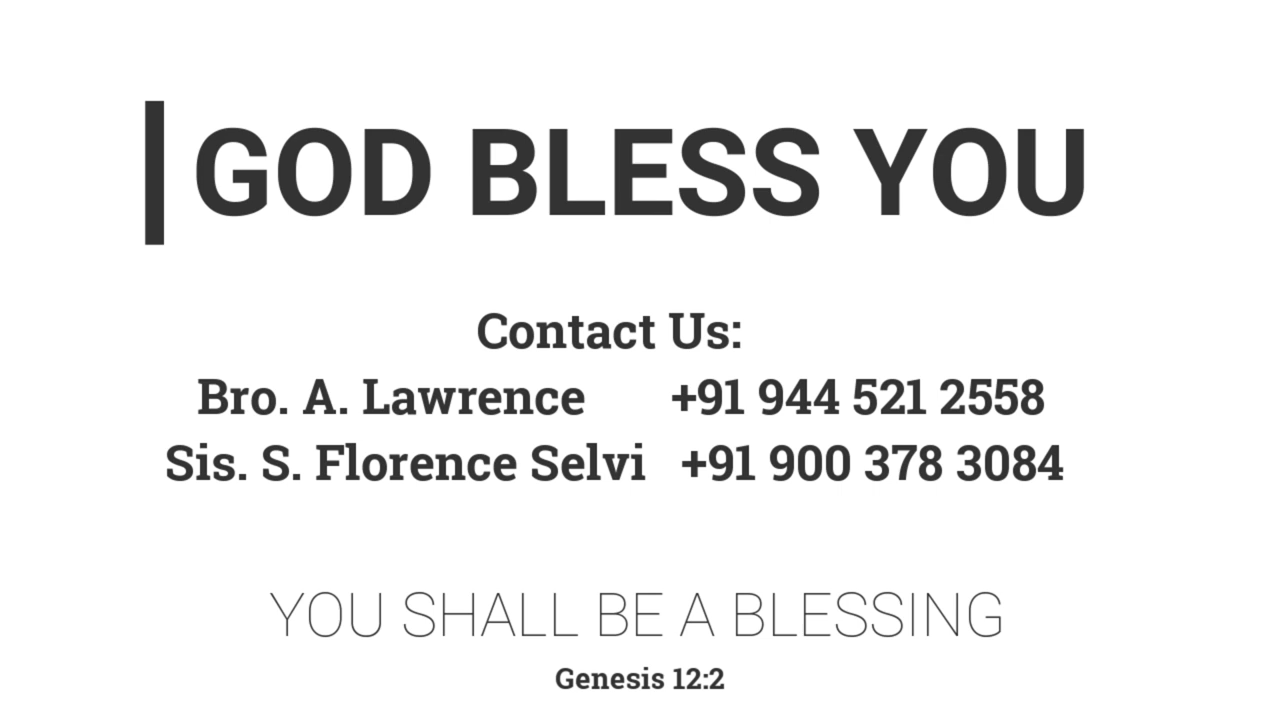 GOD BLESS YOU
Contact Us:
Bro. A. Lawrence +91 944 521 2558
Sis. S. Florence Selvi +91 900 378 3084
YOU SHALL BE A BLESSING
Genesis 12:2